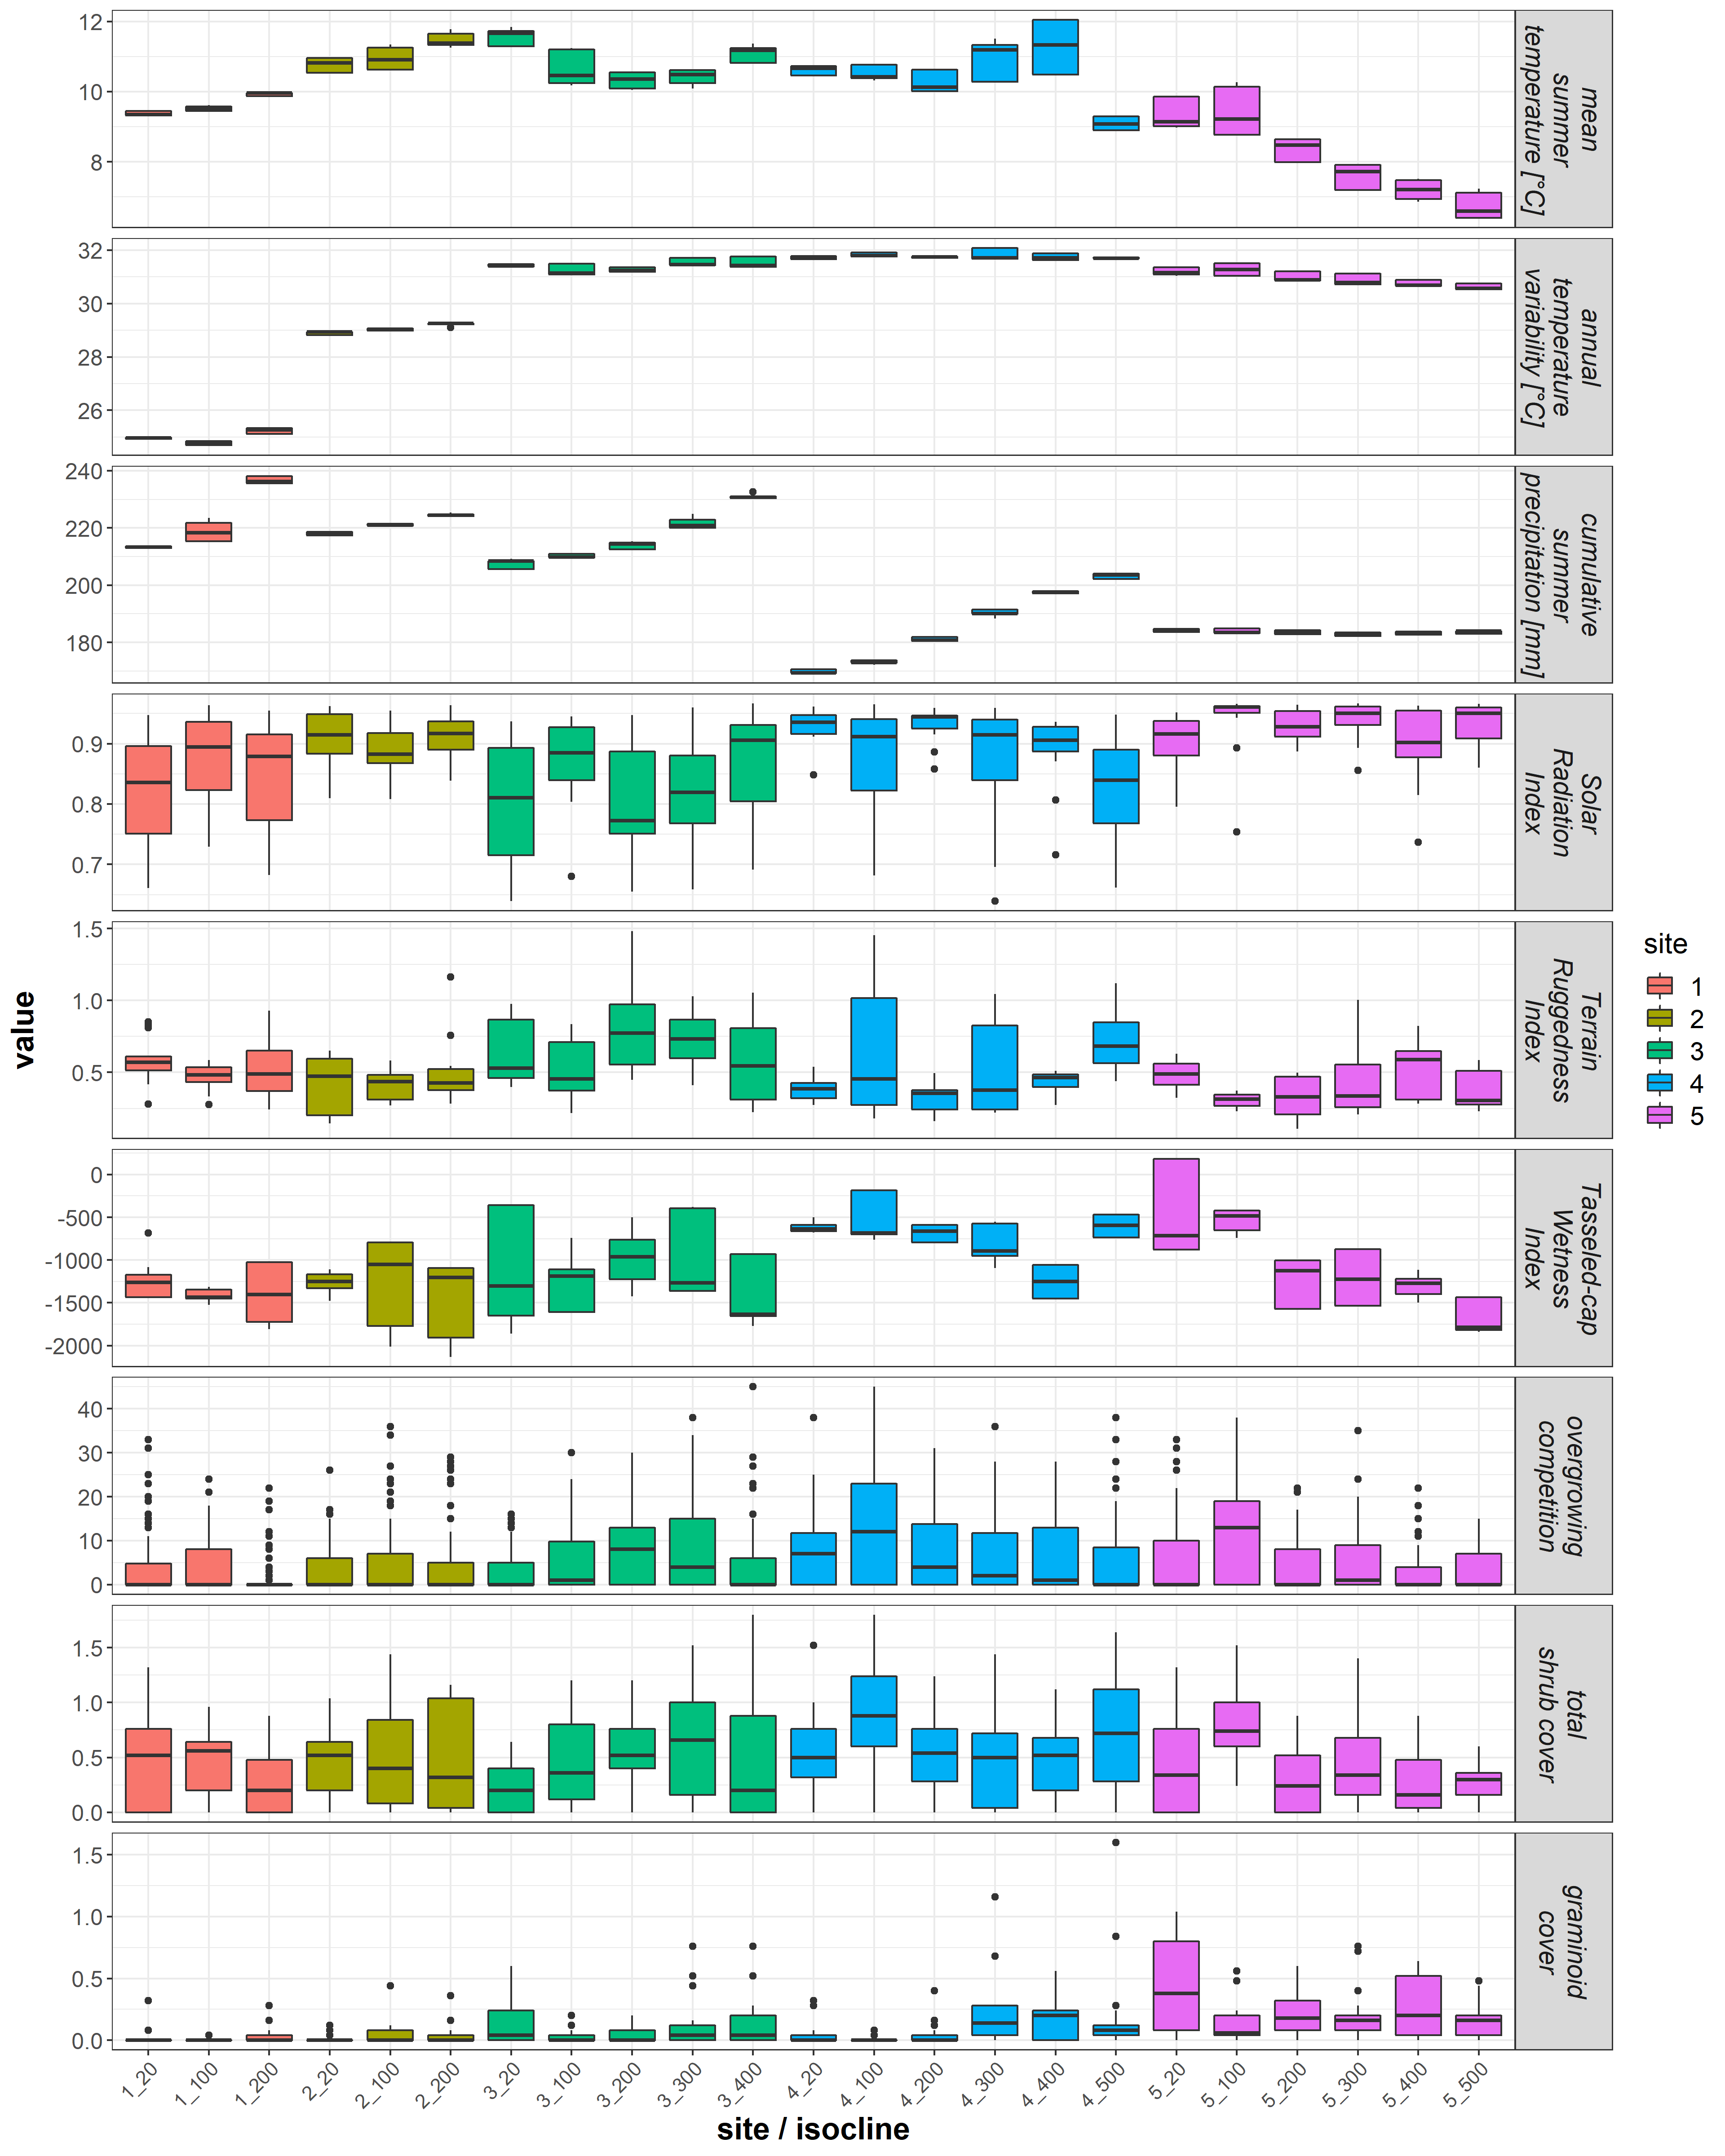 12
10
8
mean
summer
temperature [°C]
32
30
28
26
annual
temperature
variability [°C]
240
220
200
180
cumulative
summer
precipitation [mm]
0.9
0.8
0.7
Solar
Radiation
Index
1.5
1.0
0.5
Terrain
Ruggedness
Index
0
-500
-1000
-1500
-2000
Tasseled-cap
Wetness
Index
40
30
20
10
0
overgrowing
competition
1.5
1.0
0.5
0.0
total
shrub cover
1.5
1.0
0.5
0.0
graminoid
cover
value
1_20 1_100 1_200 2_20 2_100 2_200 3_20 3_100 3_200 3_300 3_400 4_20 4_100 4_200 4_300 4_400 4_500 5_20 5_100 5_200 5_300 5_400 5_500
site / isocline
site
1
2
3
4
5